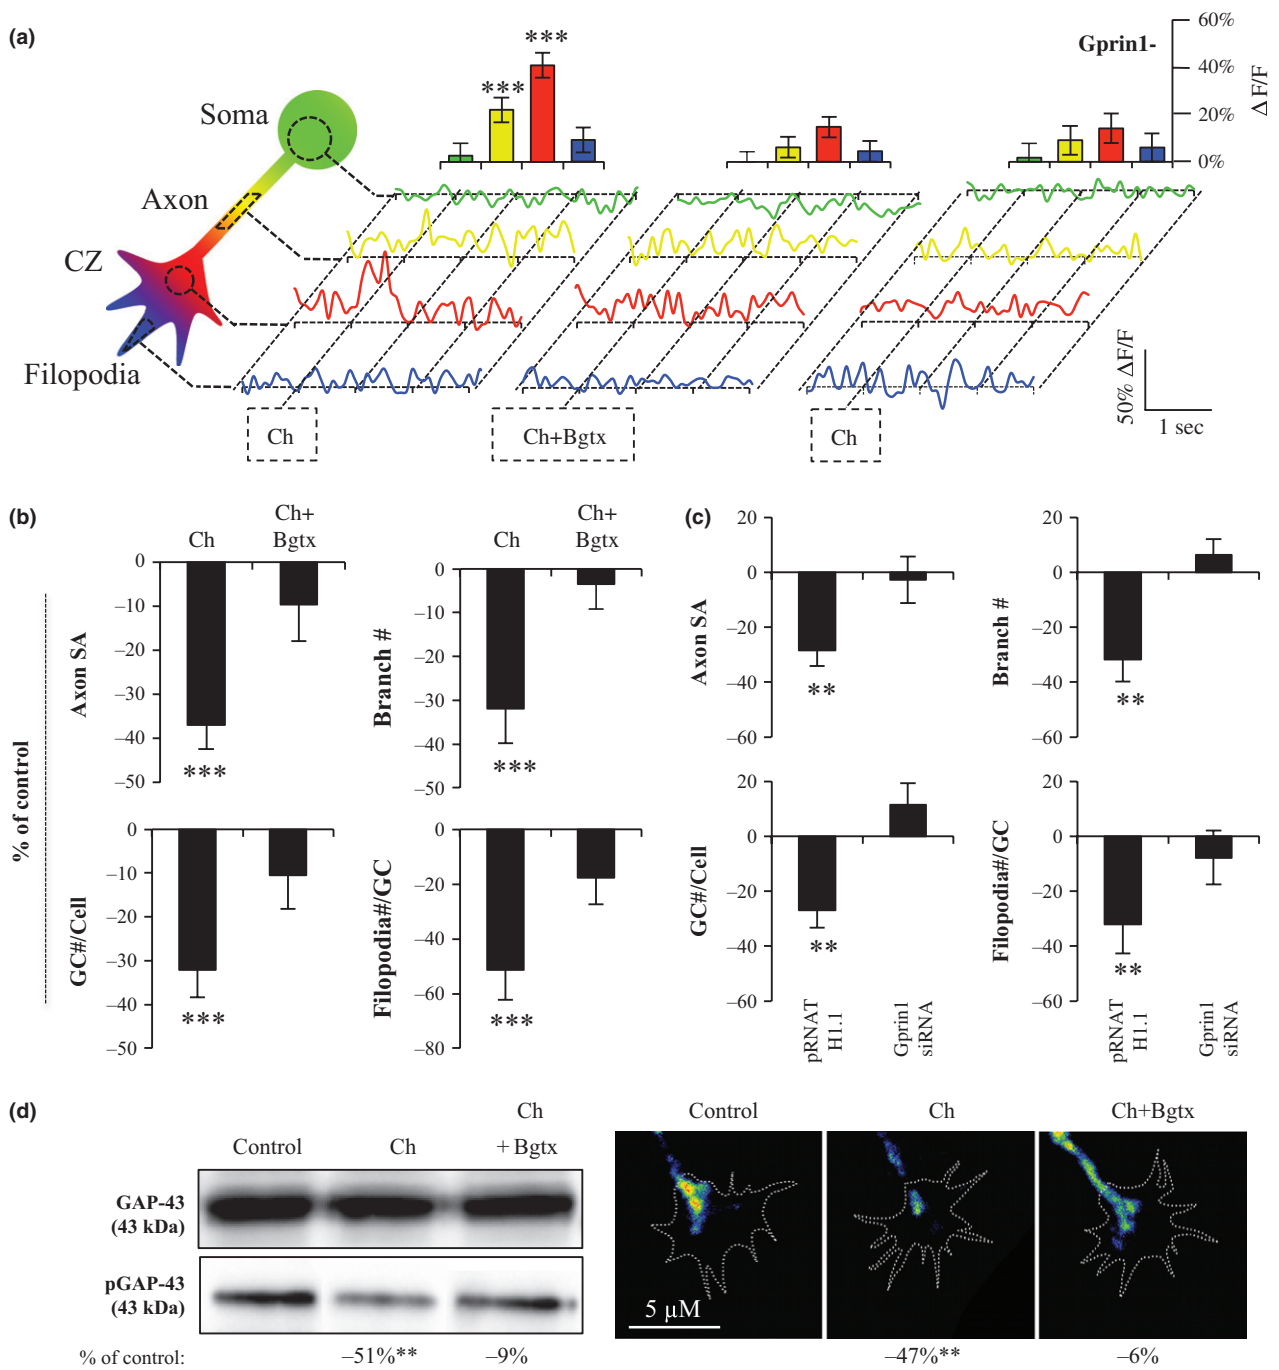 (a)
Soma
Axon
CZ
Filopodia
***
***
Gprin1-
60%
40%
20%
0%
ΔF/F
Ch
Ch+Bgtx
Ch
50% ΔF/F
1 sec
(b)
% of control
Ch
Ch+
Bgtx
Axon SA
0
–10
–20
–30
–40
–50
***
Ch
Ch+
Bgtx
Branch #
0
–10
–20
–30
–40
–50
***
GC#/Cell
0
–10
–20
–30
–40
–50
***
Filopodia#/GC
0
–20
–40
–60
–80
***
(c)
Axon SA
20
0
–20
–40
–60
**
Branch #
20
0
–20
–40
–60
**
GC#/Cell
20
0
–20
–40
–60
**
pRNAT
H1.1
Gprin1
siRNA
Filopodia#/GC
20
0
–20
–40
–60
**
pRNAT
H1.1
Gprin1
siRNA
(d)
Control
Ch
Ch
+ Bgtx
GAP-43
(43 kDa)
pGAP-43
(43 kDa)
% of control:
–51%**
–9%
Control
Ch
Ch+Bgtx
5 µM
–47%**
–6%